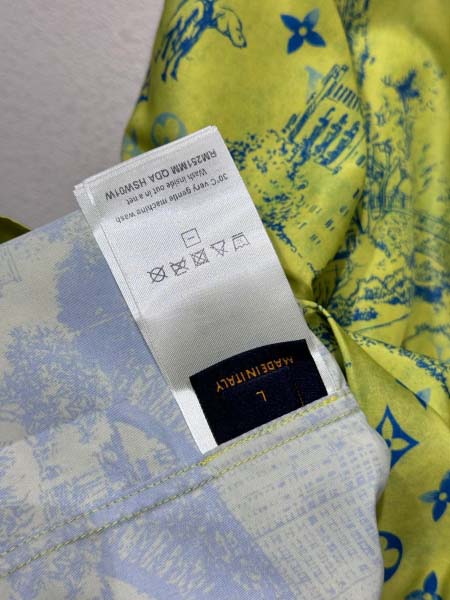 30°C very gentle machine wash
Wash inside out in a net
RM251MM QDA HSW01W
MADE IN ITALY
L